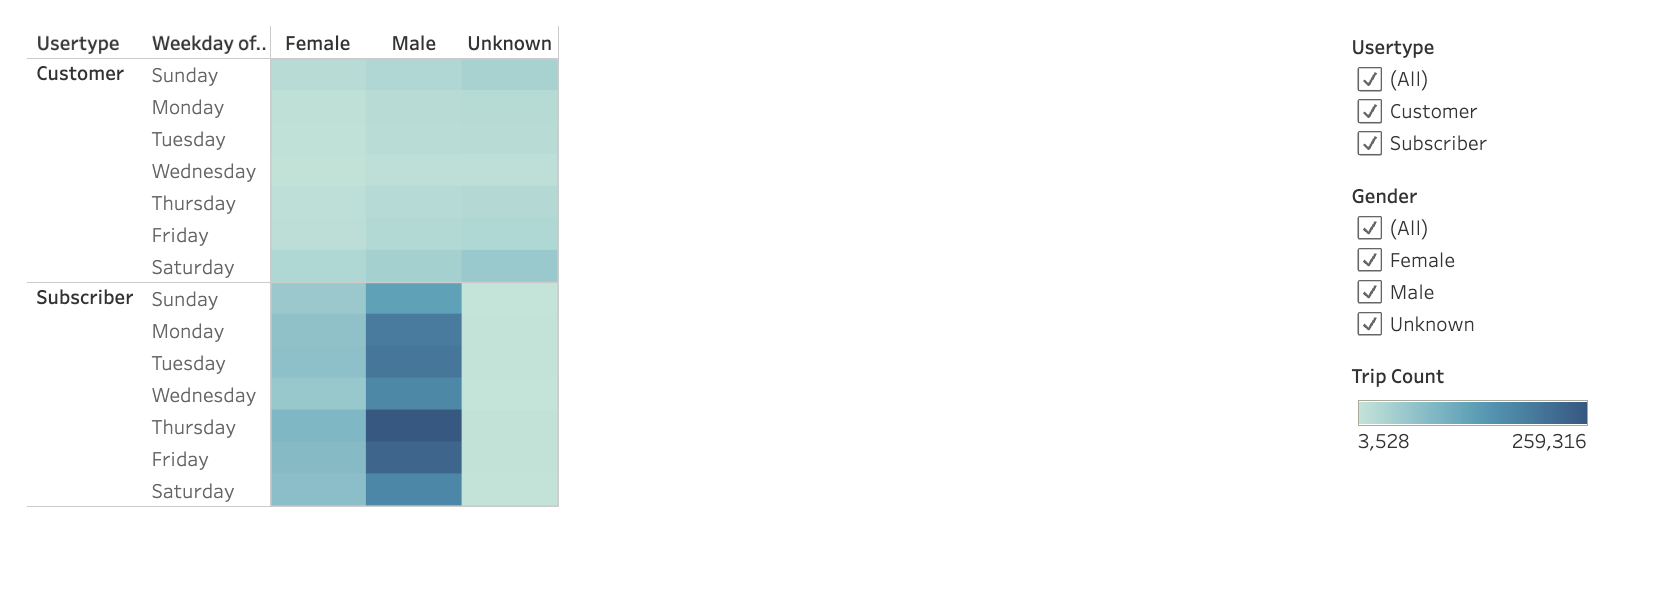 Usertype Weekday of.. Female Male Unknown
Customer Sunday
Monday
Tuesday
Wednesday
Thursday
Friday
Saturday
Subscriber Sunday
Monday
Tuesday
Wednesday
Thursday
Friday
Saturday
Usertype
(All)
Customer
Subscriber
Gender
(All)
Female
Male
Unknown
Trip Count
3,528 259,316